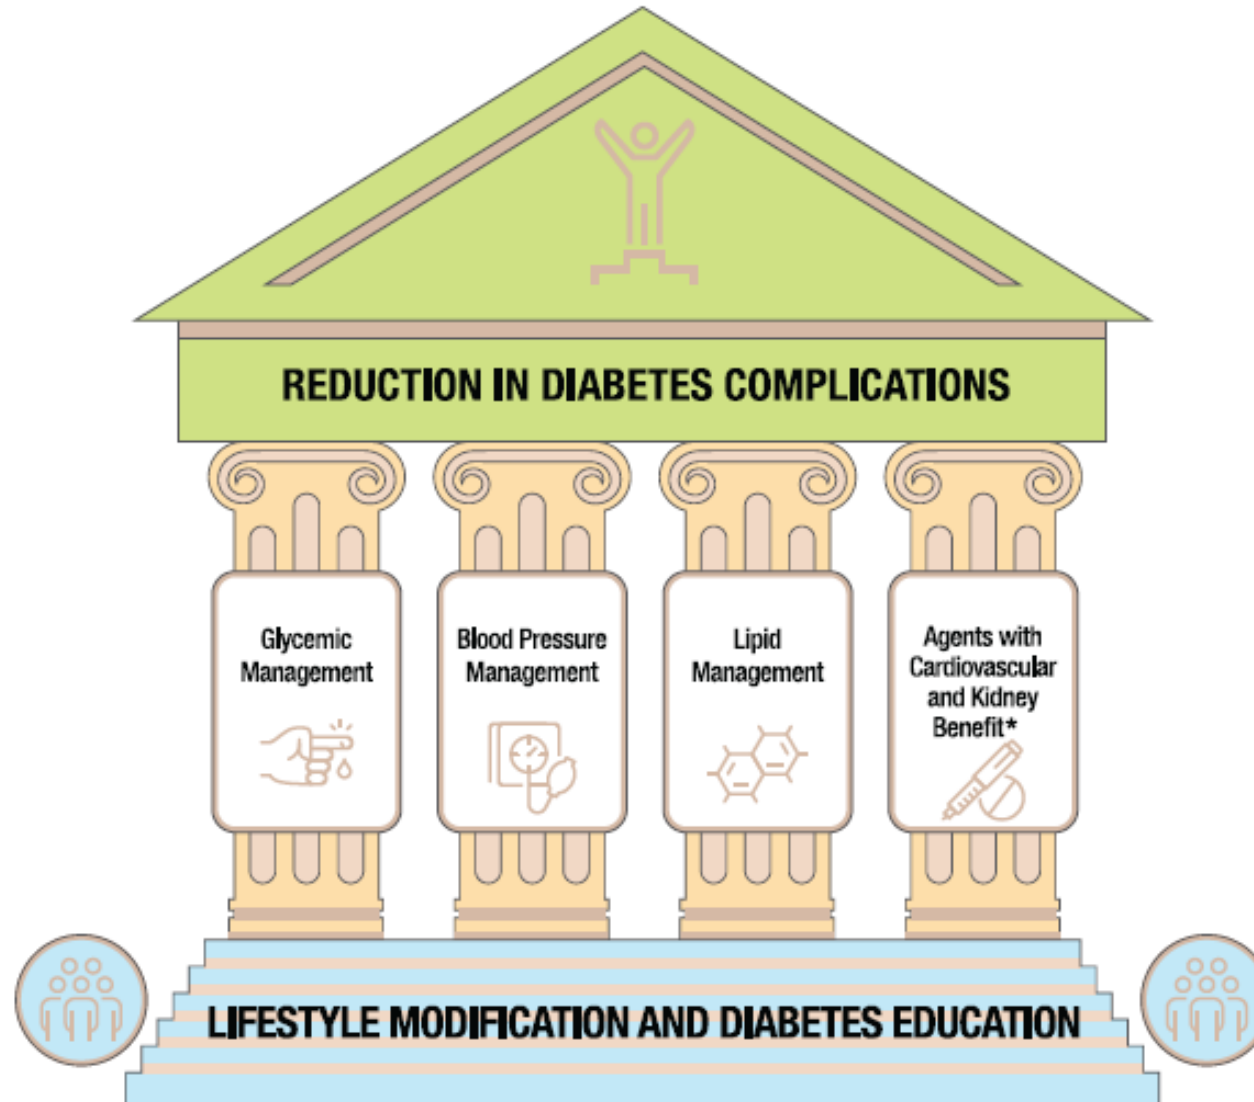 REDUCTION IN DIABETES COMPLICATIONS
Glycemic
Management
Blood Pressure
Management
Lipid
Management
Agents with
Cardiovascular
and Kidney
Benefit*
LIFESTYLE MODIFICATION AND DIABETES EDUCATION